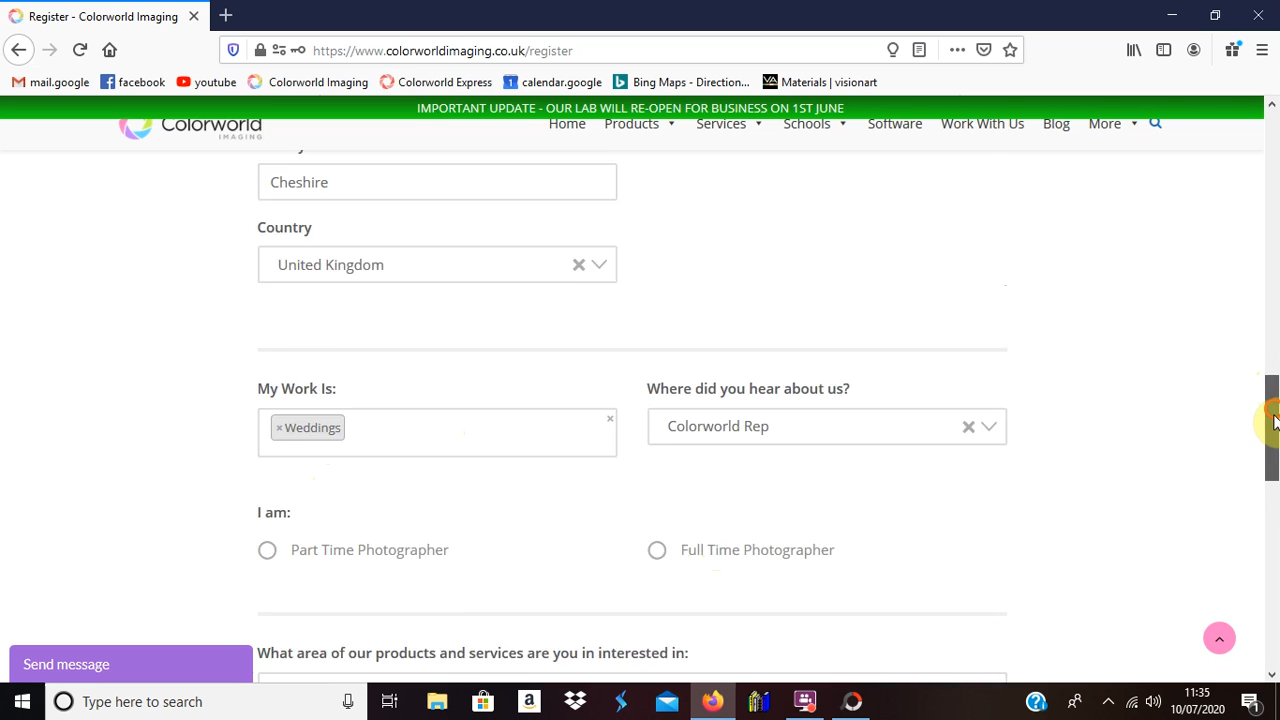 Register - Colorworld Imaging
https://www.colorworldimaging.co.uk/register
mail.google facebook youtube Colorworld Imaging Colorworld Express calendar.google Bing Maps - Direction... Materials | visionart
IMPORTANT UPDATE - OUR LAB WILL RE-OPEN FOR BUSINESS ON 1ST JUNE
Colorworld
IMAGING
Home Products Services Schools Software Work With Us Blog More
Cheshire
Country
United Kingdom
My Work Is: Where did you hear about us?
× Weddings × Colorworld Rep
I am:
Part Time Photographer Full Time Photographer
What area of our products and services are you in interested in:
Send message
Type here to search
11:35
10/07/2020